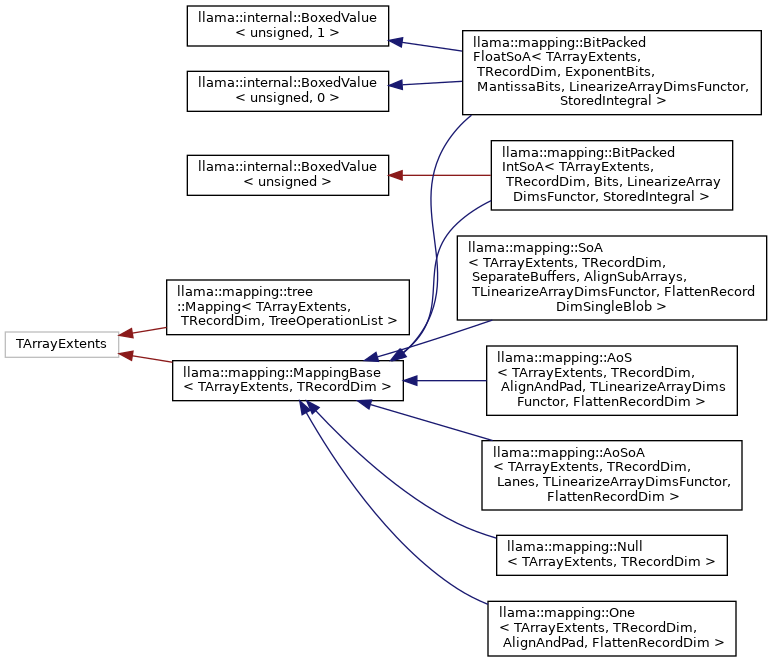 llama::internal::BoxedValue
< unsigned, 1 >
llama::internal::BoxedValue
< unsigned, 0 >
llama::internal::BoxedValue
< unsigned >
llama::mapping::tree
::Mapping< TArrayExtents,
TRecordDim, TreeOperationList >
TArrayExtents
llama::mapping::MappingBase
< TArrayExtents, TRecordDim >
llama::mapping::BitPacked
FloatSoA< TArrayExtents,
TRecordDim, ExponentBits,
MantissaBits, LinearizeArrayDimsFunctor,
StoredIntegral >
llama::mapping::BitPacked
IntSoA< TArrayExtents,
TRecordDim, Bits, LinearizeArray
DimsFunctor, StoredIntegral >
llama::mapping::SoA
< TArrayExtents, TRecordDim,
SeparateBuffers, AlignSubArrays,
TLinearizeArrayDimsFunctor, FlattenRecord
DimSingleBlob >
llama::mapping::AoS
< TArrayExtents, TRecordDim,
AlignAndPad, TLinearizeArrayDims
Functor, FlattenRecordDim >
llama::mapping::AoSoA
< TArrayExtents, TRecordDim,
Lanes, TLinearizeArrayDimsFunctor,
FlattenRecordDim >
llama::mapping::Null
< TArrayExtents, TRecordDim >
llama::mapping::One
< TArrayExtents, TRecordDim,
AlignAndPad, FlattenRecordDim >